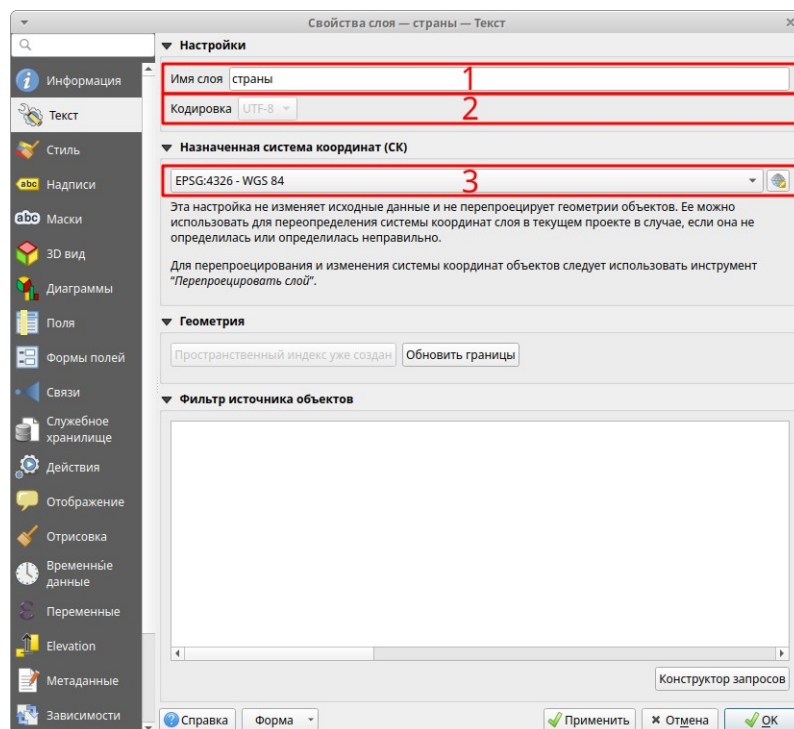 Свойства слоя — страны — Текст
Информация
Текст
Стиль
Надписи
Маски
3D вид
Диаграммы
Поля
Формы полей
Связи
Служебное
хранилище
Действия
Отображение
Отрисовка
Временны́е
данные
Переменные
Elevation
Метаданные
Зависимости
Настройки
Имя слоя страны 1
Кодировка UTF-8 2
Назначенная система координат (СК)
EPSG:4326 - WGS 84 3
Эта настройка не изменяет исходные данные и не перепроецирует геометрии объектов. Ее можно
использовать для переопределения системы координат слоя в текущем проекте в случае, если она не
определилась или определилась неправильно.
Для перепроецирования и изменения системы координат объектов следует использовать инструмент
“Перепроецировать слой”.
Геометрия
Пространственный индекс уже создан Обновить границы
Фильтр источника объектов
Конструктор запросов
Справка Форма Применить Отмена OK
abc
abc